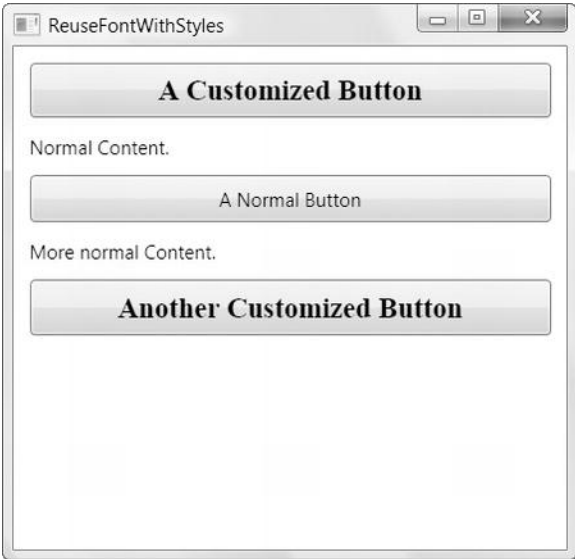 ReuseFontWithStyles
A Customized Button
Normal Content.
A Normal Button
More normal Content.
Another Customized Button